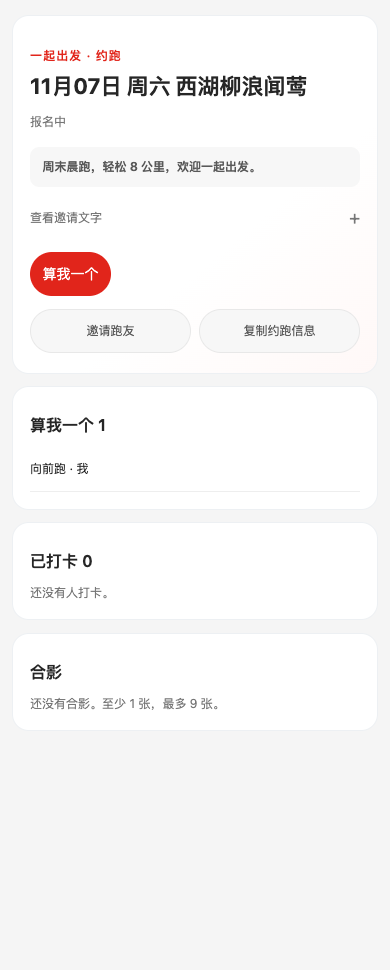 一起出发 · 约跑
11月07日 周六 西湖柳浪闻莺
报名中
周末晨跑，轻松 8 公里，欢迎一起出发。
查看邀请文字 +
算我一个
邀请跑友
复制约跑信息
算我一个 1
向前跑 · 我
已打卡 0
还没有人打卡。
合影
还没有合影。至少 1 张，最多 9 张。